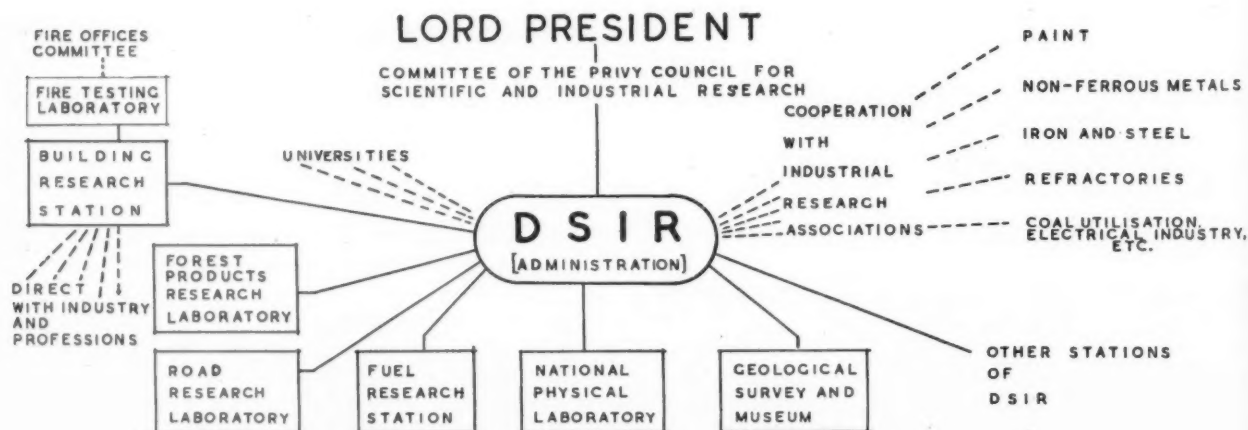 LORD PRESIDENT
COMMITTEE OF THE PRIVY COUNCIL FOR
SCIENTIFIC AND INDUSTRIAL RESEARCH
FIRE OFFICES
COMMITTEE
FIRE TESTING
LABORATORY
BUILDING
RESEARCH
STATION
DIRECT
WITH INDUSTRY
AND
PROFESSIONS
UNIVERSITIES
COOPERATION
WITH
INDUSTRIAL
RESEARCH
ASSOCIATIONS
PAINT
NON-FERROUS METALS
IRON AND STEEL
REFRACTORIES
COAL UTILISATION,
ELECTRICAL INDUSTRY,
ETC.
DSIR
[ADMINISTRATION]
FOREST
PRODUCTS
RESEARCH
LABORATORY
ROAD
RESEARCH
LABORATORY
FUEL
RESEARCH
STATION
NATIONAL
PHYSICAL
LABORATORY
GEOLOGICAL
SURVEY AND
MUSEUM
OTHER STATIONS
OF
DSIR